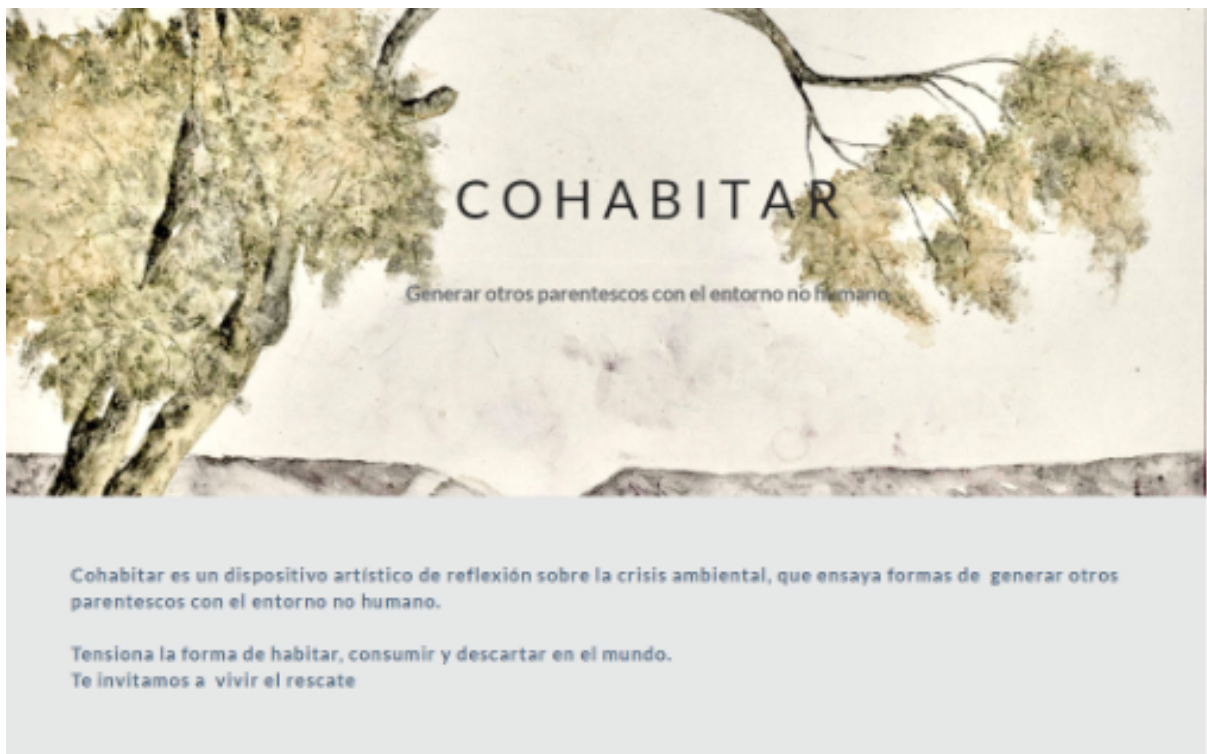 COHABITAR
Generar otros parentescos con el entorno no humano
Cohabitar es un dispositivo artístico de reflexión sobre la crisis ambiental, que ensaya formas de generar otros
parentescos con el entorno no humano.
Tensiona la forma de habitar, consumir y descartar en el mundo.
Te invitamos a vivir el rescate